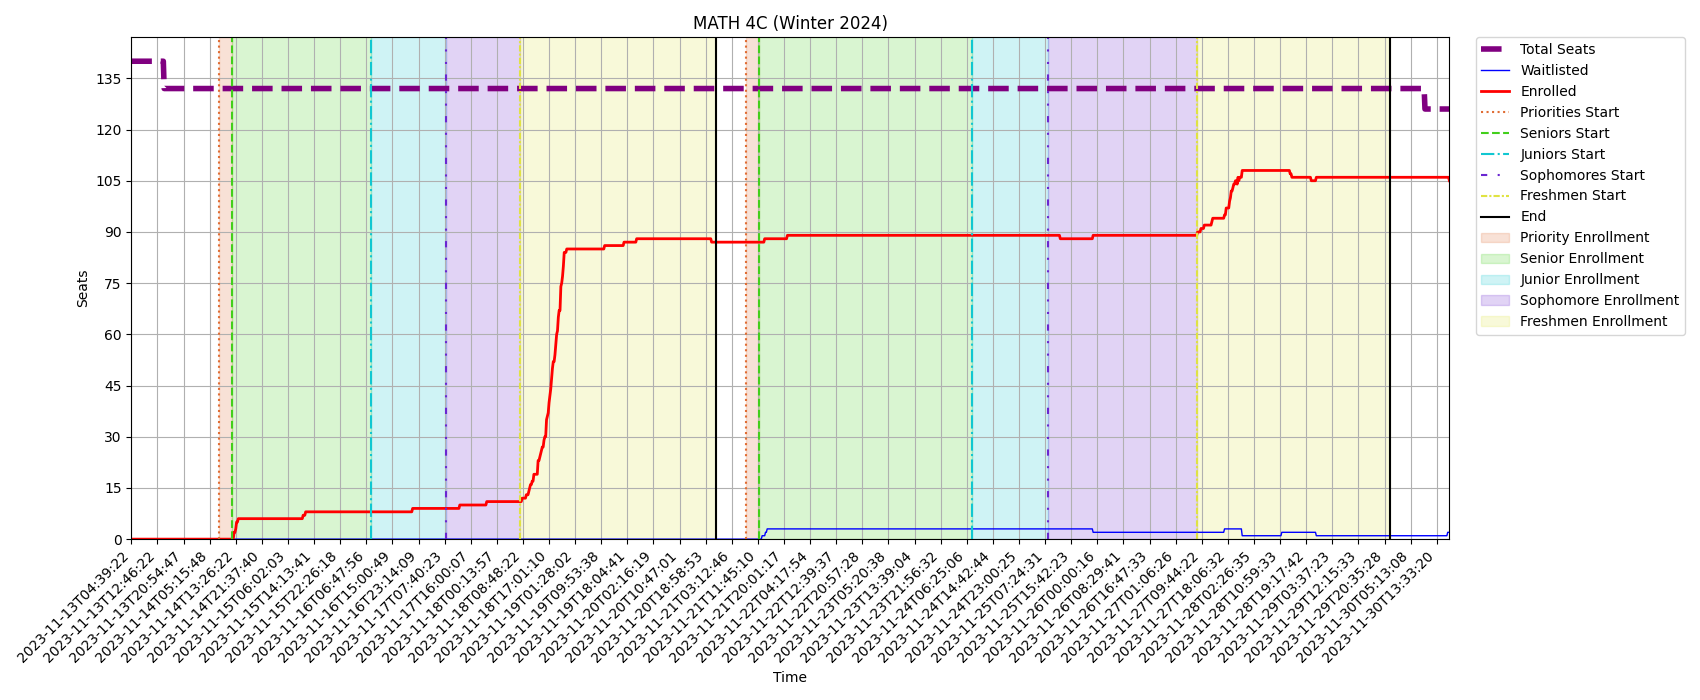 MATH 4C (Winter 2024)
Seats
135
120
105
90
75
60
45
30
15
0
2023-11-13T04:39:22
2023-11-13T12:46:22
2023-11-13T20:54:47
2023-11-14T05:15:48
2023-11-14T13:26:22
2023-11-14T21:37:40
2023-11-15T06:02:03
2023-11-15T14:13:41
2023-11-15T22:26:18
2023-11-16T06:47:56
2023-11-16T15:00:49
2023-11-16T23:14:09
2023-11-17T07:40:23
2023-11-17T16:00:07
2023-11-18T00:13:57
2023-11-18T08:48:22
2023-11-18T17:01:10
2023-11-19T01:28:02
2023-11-19T09:53:38
2023-11-19T18:04:41
2023-11-20T02:16:19
2023-11-20T10:47:01
2023-11-20T18:58:53
2023-11-21T03:12:46
2023-11-21T11:45:10
2023-11-21T20:01:17
2023-11-22T04:17:54
2023-11-22T12:39:37
2023-11-22T20:57:28
2023-11-23T05:20:38
2023-11-23T13:39:04
2023-11-23T21:56:32
2023-11-24T06:25:06
2023-11-24T14:42:44
2023-11-24T23:00:25
2023-11-25T07:24:31
2023-11-25T15:42:23
2023-11-26T00:00:16
2023-11-26T08:29:41
2023-11-26T16:47:33
2023-11-27T01:06:26
2023-11-27T09:44:22
2023-11-27T18:06:32
2023-11-28T02:26:35
2023-11-28T10:59:33
2023-11-28T19:17:42
2023-11-29T03:37:23
2023-11-29T12:15:33
2023-11-29T20:35:28
2023-11-30T05:13:08
2023-11-30T13:33:20
Time
Total Seats
Waitlisted
Enrolled
Priorities Start
Seniors Start
Juniors Start
Sophomores Start
Freshmen Start
End
Priority Enrollment
Senior Enrollment
Junior Enrollment
Sophomore Enrollment
Freshmen Enrollment